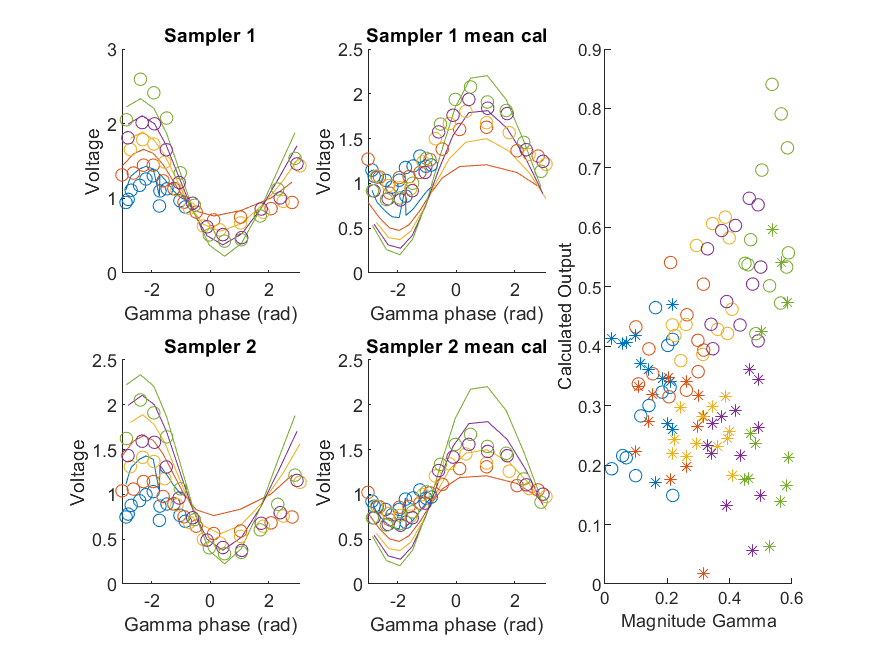 Sampler 1
3
2
1
0
Voltage
-2 0 2
Gamma phase (rad)
Sampler 1 mean cal
2.5
2
1.5
1
0.5
0
Voltage
-2 0 2
Gamma phase (rad)
Sampler 2
2.5
2
1.5
1
0.5
0
Voltage
-2 0 2
Gamma phase (rad)
Sampler 2 mean cal
2.5
2
1.5
1
0.5
0
Voltage
-2 0 2
Gamma phase (rad)
0.9
0.8
0.7
0.6
0.5
0.4
0.3
0.2
0.1
0
Calculated Output
0 0.2 0.4 0.6
Magnitude Gamma